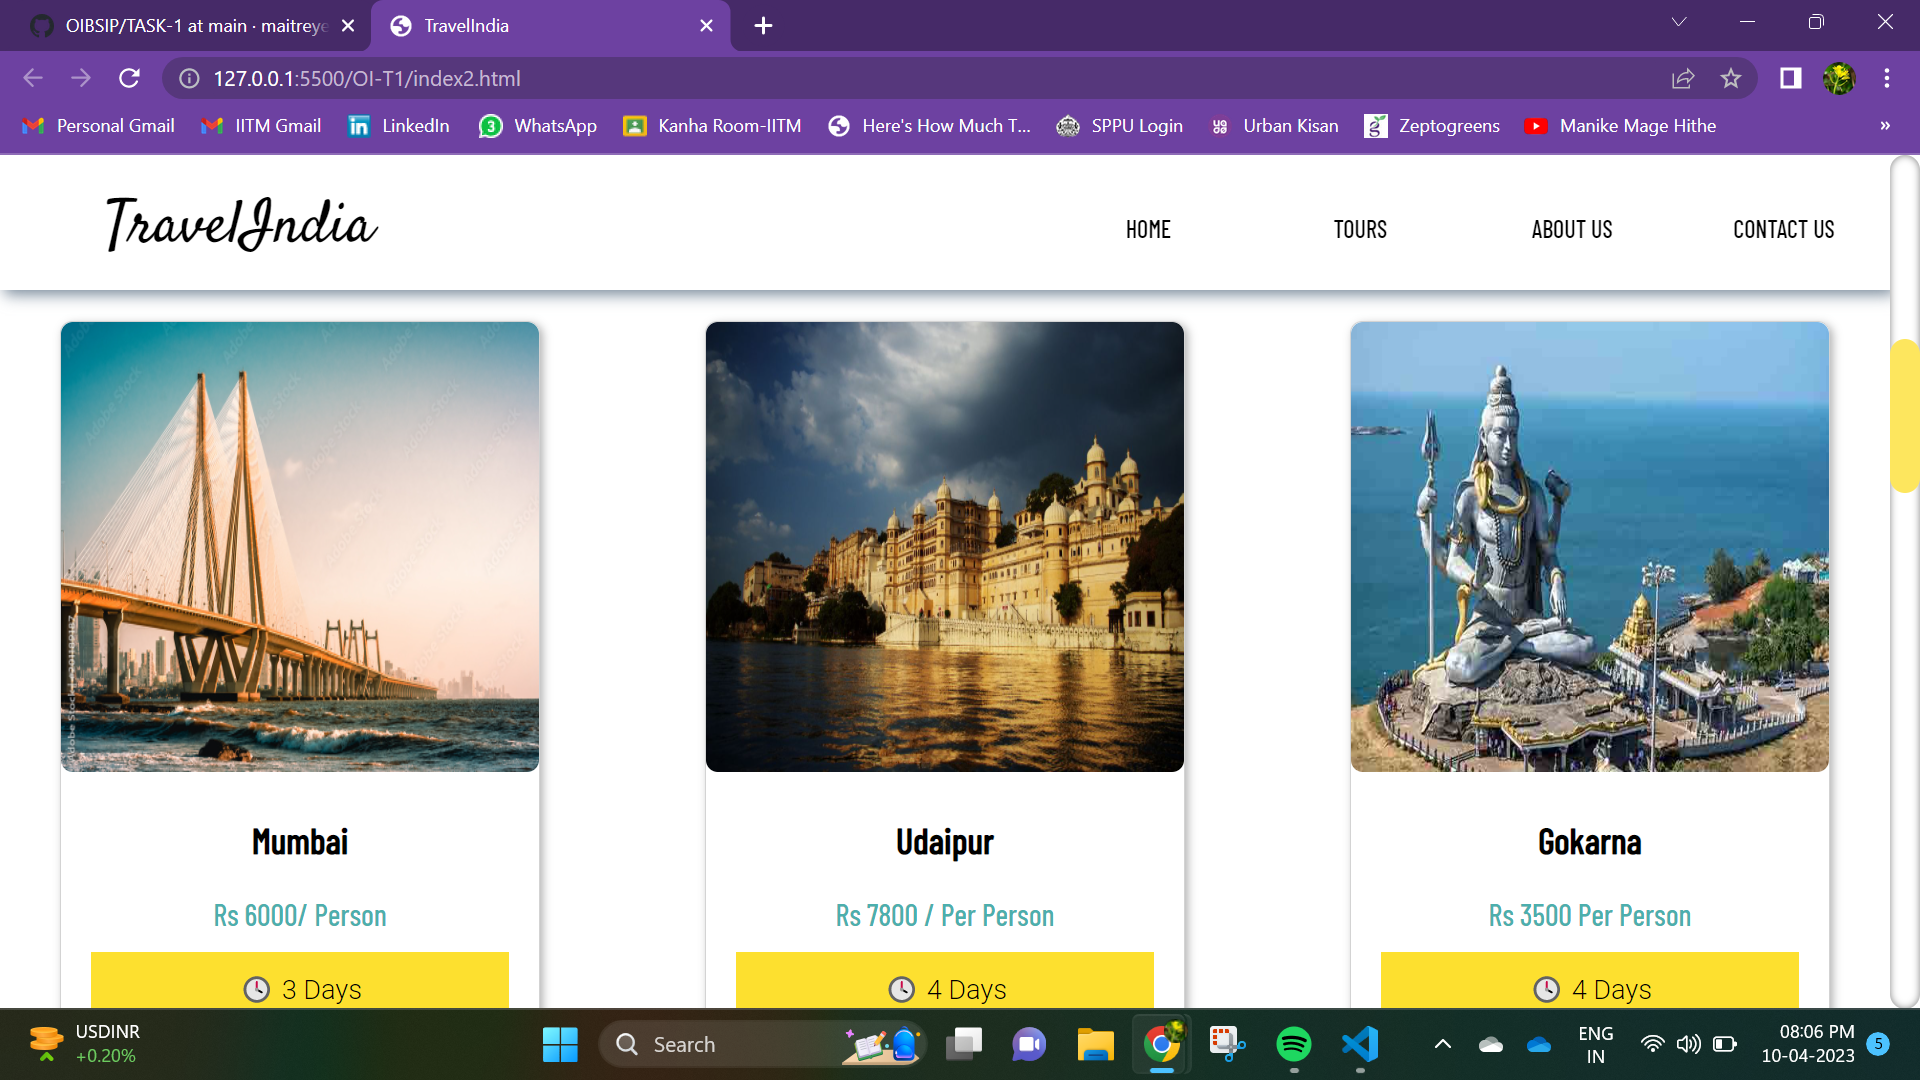 OIBSIP/TASK-1 at main · maitreye
TravelIndia
127.0.0.1:5500/OI-T1/index2.html
Personal Gmail
IITM Gmail
LinkedIn
3
WhatsApp
Kanha Room-IITM
Here's How Much T...
SPPU Login
Urban Kisan
Zeptogreens
Manike Mage Hithe
»
TravelIndia
HOME
TOURS
ABOUT US
CONTACT US
Adobe Stock
Mumbai
Rs 6000/ Person
3 Days
Udaipur
Rs 7800 / Per Person
4 Days
Gokarna
Rs 3500 Per Person
4 Days
USDINR
+0.20%
Search
ENG
IN
08:06 PM
10-04-2023
5